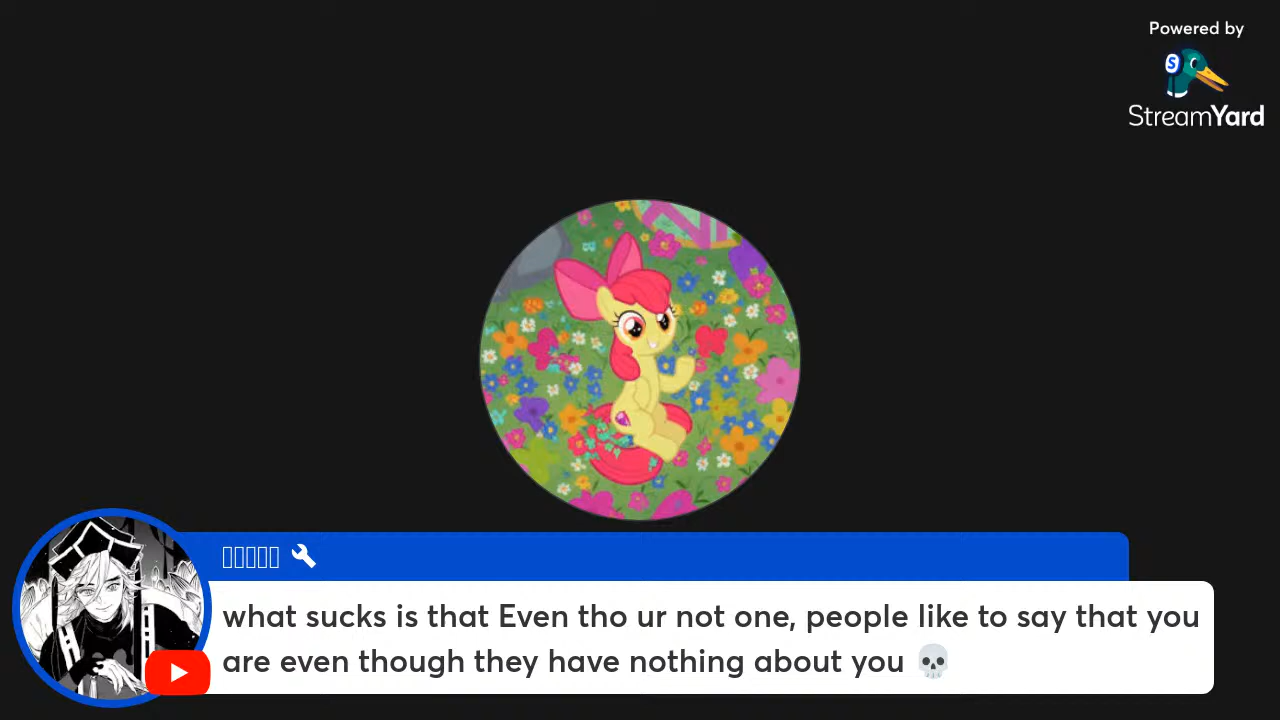 Powered by
S
StreamYard
what sucks is that Even tho ur not one, people like to say that you
are even though they have nothing about you 💀